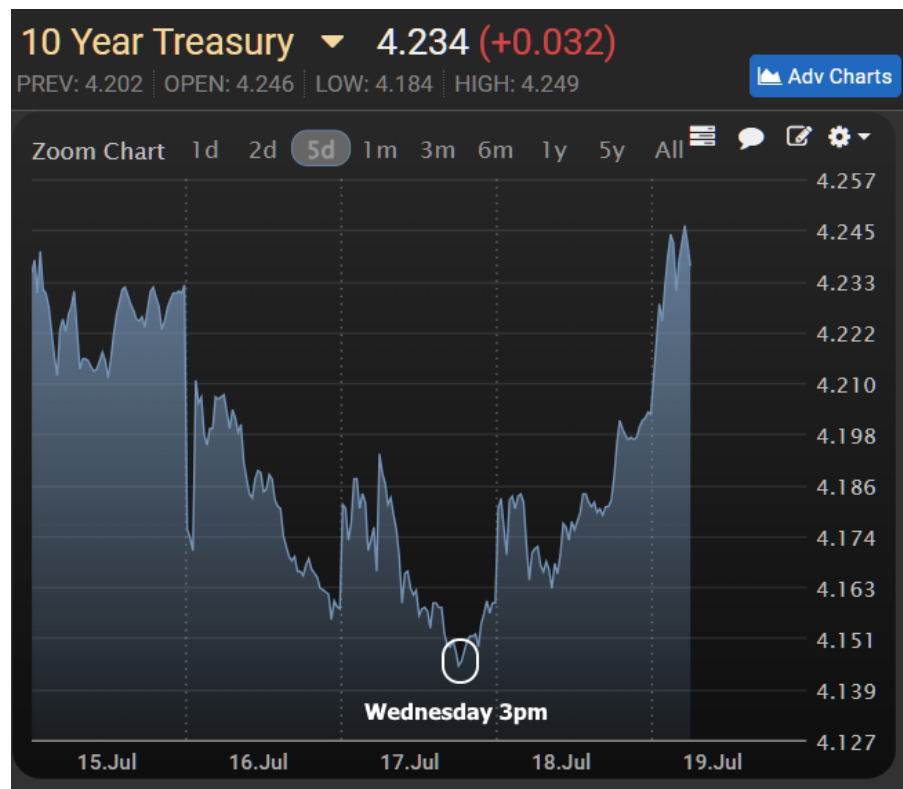 10 Year Treasury 4.234 (+0.032)
PREV: 4.202 OPEN: 4.246 LOW: 4.184 HIGH: 4.249
Adv Charts
Zoom Chart 1d 2d 5d 1m 3m 6m 1y 5y All
4.257
4.245
4.233
4.222
4.210
4.198
4.186
4.174
4.163
4.151
4.139
4.127
Wednesday 3pm
15.Jul 16.Jul 17.Jul 18.Jul 19.Jul